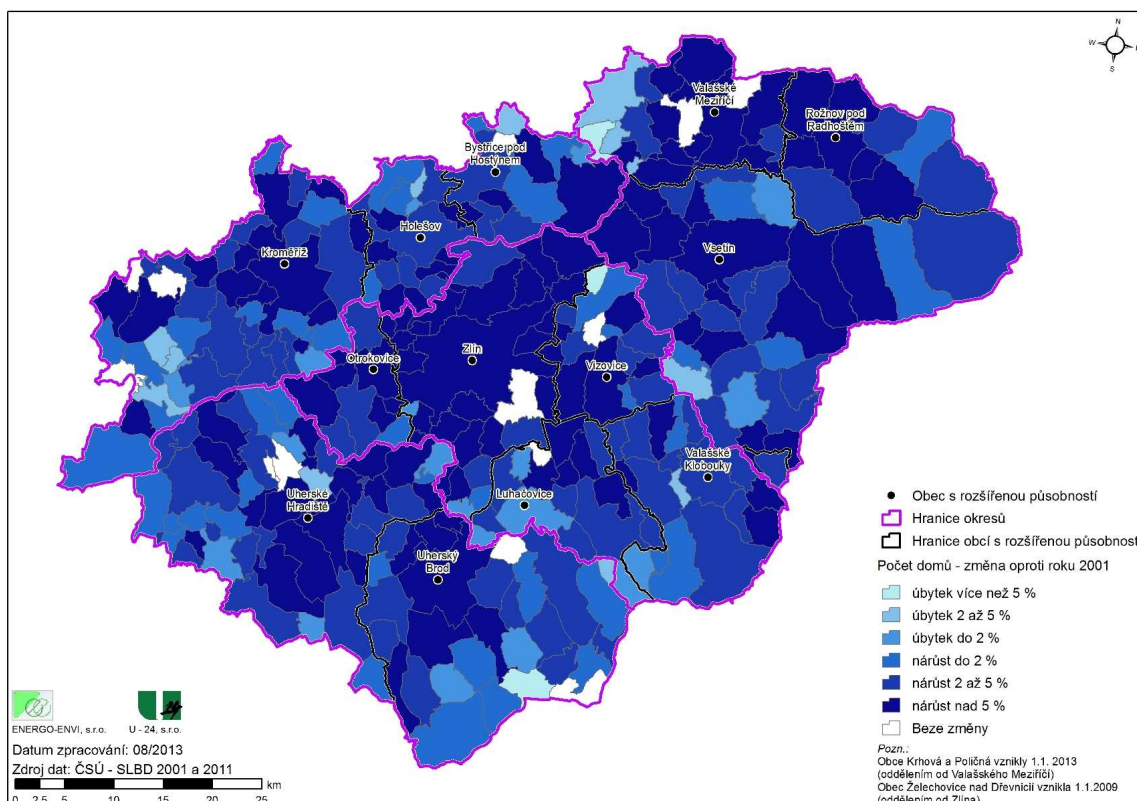 N
W
S
Valašské
Meziříčí
Rožnov pod
Radhoštěm
Bystřice pod
Hostýnem
Holešov
Kroměříž
Vsetín
Otrokovice
Zlín
Vizovice
Valašské
Klobouky
Luhačovice
Uherské
Hradiště
Uherský
Brod
Obec s rozšířenou působností
Hranice okresů
Hranice obcí s rozšířenou působnost
Počet domů - změna oproti roku 2001
úbytek více než 5 %
úbytek 2 až 5 %
úbytek do 2 %
nárůst do 2 %
nárůst 2 až 5 %
nárůst nad 5 %
Beze změny
Pozn.:
Obce Krhová a Poličná vznikly 1.1. 2013
(oddělením od Valašského Meziříčí)
Obec Želechovice nad Dřevnicí vznikla 1.1.2009
(oddělením od Zlína)
ENERGO-ENVI, s.r.o. U - 24, s.r.o.
Datum zpracování: 08/2013
Zdroj dat: ČSÚ - SLBD 2001 a 2011
km
0 2,5 5 10 15 20 25